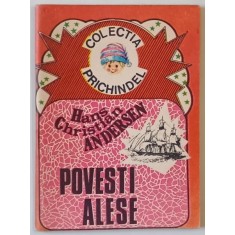 COLECTIA
PRICHINDEL
Hans
Christian
ANDERSEN
POVESTI
ALESE